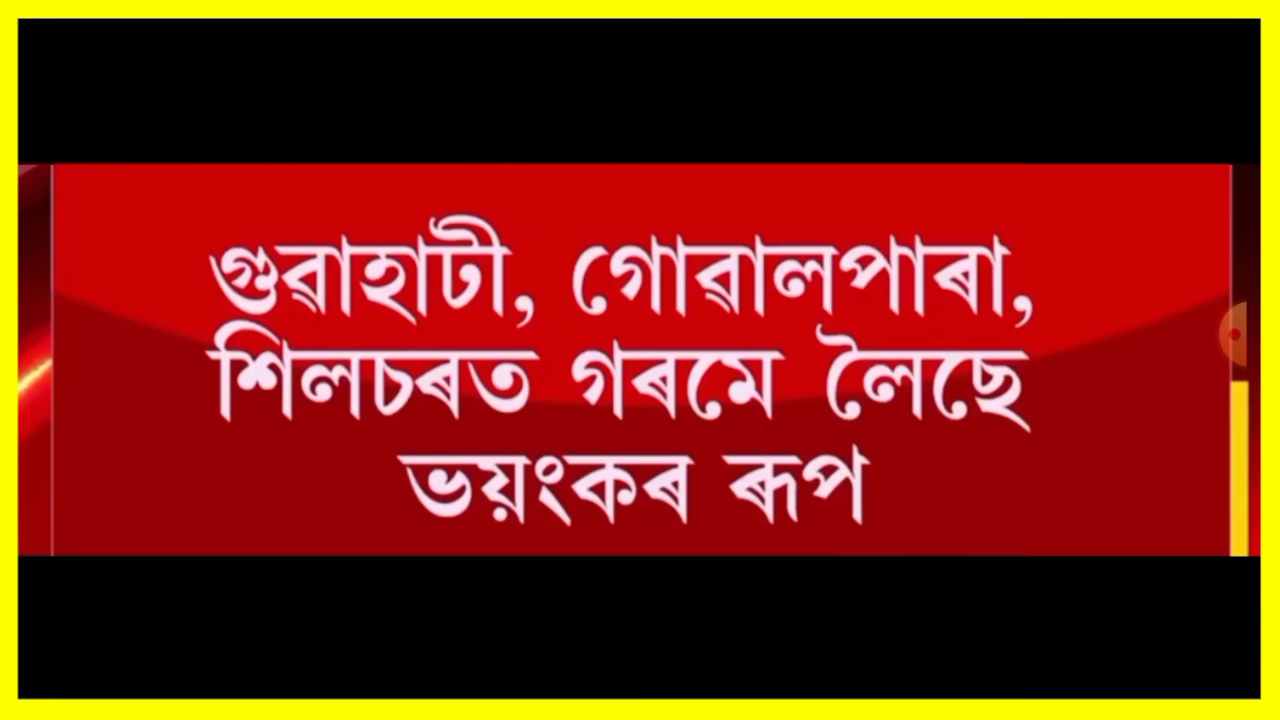 গুৱাহাটী, গোৱালপাৰা,
শিলচৰত গৰমে লৈছে
ভয়ংকৰ ৰূপ